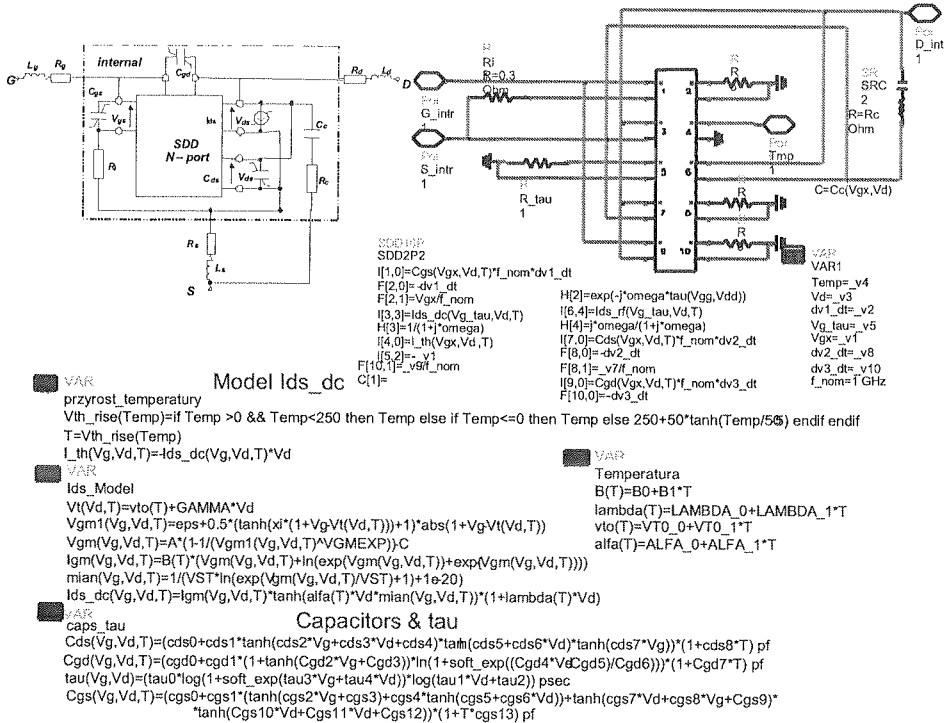 internal
G
Lg
Rg
Cgd
Rd
Ld
D
Cgs
Vgs
Ids
Vds
Cc
SDD
N-port
Ri
Cds
Vds
Rc
Rs
Ls
S
R
Ri
R=0.3
Ohm
Por
G_intr
1
Por
S_intr
1
R
R_tau
1 2
3 4
5 6
7 8
9 10
R
R
Por
Tmp
1
R
R
R
R
Por
D_int
1
SR
SRC
2
R=Rc
Ohm
C=Cc(Vgx,Vd)
SDD10P
SDD2P2
I[1,0]=Cgs(Vgx,Vd,T)*f_nom*dv1_dt
F[2,0]=-dv1_dt
F[2,1]=Vgx/f_nom
I[3,3]=Ids_dc(Vg_tau,Vd,T)
H[3]=1/(1+j*omega)
I[4,0]=I_th(Vgx,Vd,T)
I[5,2]=-_v1
F[10,1]=_v9/f_nom
C[1]=
H[2]=exp(-j*omega*tau(Vgg,Vdd))
I[6,4]=Ids_rf(Vg_tau,Vd,T)
H[4]=j*omega/(1+j*omega)
I[7,0]=Cds(Vgx,Vd,T)*f_nom*dv2_dt
F[8,0]=-dv2_dt
F[8,1]=_v7/f_nom
I[9,0]=Cgd(Vgx,Vd,T)*f_nom*dv3_dt
F[10,0]=-dv3_dt
VAR
VAR1
Temp=_v4
Vd=_v3
dv1_dt=_v2
Vg_tau=_v5
Vgx=_v1
dv2_dt=_v8
dv3_dt=_v10
f_nom=1 GHz
VAR Model Ids_dc
przyrost_temperatury
Vth_rise(Temp)=if Temp >0 && Temp<250 then Temp else if Temp<=0 then Temp else 250+50*tanh(Temp/505) endif endif
T=Vth_rise(Temp)
I_th(Vg,Vd,T)=-Ids_dc(Vg,Vd,T)*Vd
VAR
Ids_Model
Vt(Vd,T)=vto(T)+GAMMA*Vd
Vgm1(Vg,Vd,T)=eps+0.5*(tanh(xi*(1+Vg-Vt(Vd,T)))+1)*abs(1+Vg-Vt(Vd,T))
Vgm(Vg,Vd,T)=A*(1-1/(Vgm1(Vg,Vd,T)^VGMEXP))-C
Igm(Vg,Vd,T)=B(T)*(Vgm(Vg,Vd,T)+ln(exp(Vgm(Vg,Vd,T))+exp(-Vgm(Vg,Vd,T))))
mian(Vg,Vd,T)=1/(VST*ln(exp(Vgm(Vg,Vd,T)/VST)+1)+1e-20)
Ids_dc(Vg,Vd,T)=Igm(Vg,Vd,T)*tanh(alfa(T)*Vd*mian(Vg,Vd,T))*(1+lambda(T)*Vd)
VAR
Temperatura
B(T)=B0+B1*T
lambda(T)=LAMBDA_0+LAMBDA_1*T
vto(T)=VT0_0+VT0_1*T
alfa(T)=ALFA_0+ALFA_1*T
VAR Capacitors & tau
caps_tau
Cds(Vg,Vd,T)=(cds0+cds1*tanh(cds2*Vg+cds3*Vd+cds4)*tanh(cds5+cds6*Vd)*tanh(cds7*Vg))*(1+cds8*T) pf
Cgd(Vg,Vd,T)=(cgd0+cgd1*(1+tanh(Cgd2*Vg+Cgd3))*ln(1+soft_exp((Cgd4*Vd-Cgd5)/Cgd6)))*(1+Cgd7*T) pf
tau(Vg,Vd)=(tau0*log(1+soft_exp(tau3*Vg+tau4*Vd))*log(tau1*Vd+tau2)) psec
Cgs(Vg,Vd,T)=(cgs0+cgs1*(tanh(cgs2*Vg+cgs3)+cgs4*tanh(cgs5+cgs6*Vd))+tanh(cgs7*Vd+cgs8*Vg+Cgs9)*
*tanh(Cgs10*Vd+Cgs11*Vd+Cgs12))*(1+T*cgs13) pf